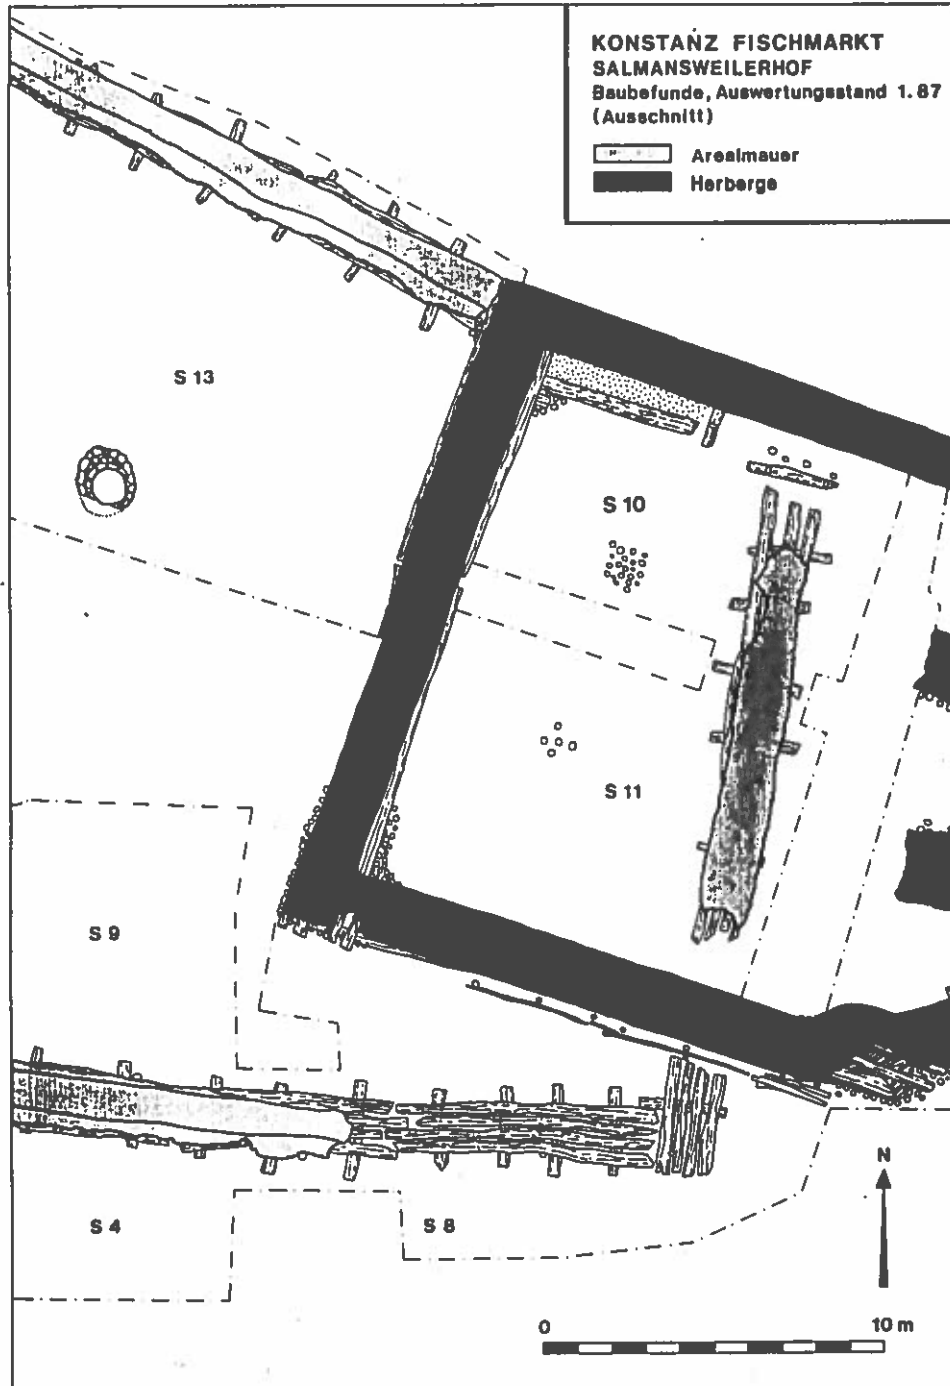 KONSTANZ FISCHMARKT
SALMANSWEILERHOF
Baubefunde, Auswertungsstand 1.87
(Ausschnitt)
Arealmauer
Herberge
S 13
S 10
S 11
S 9
S 4
S 8
N
0
10 m